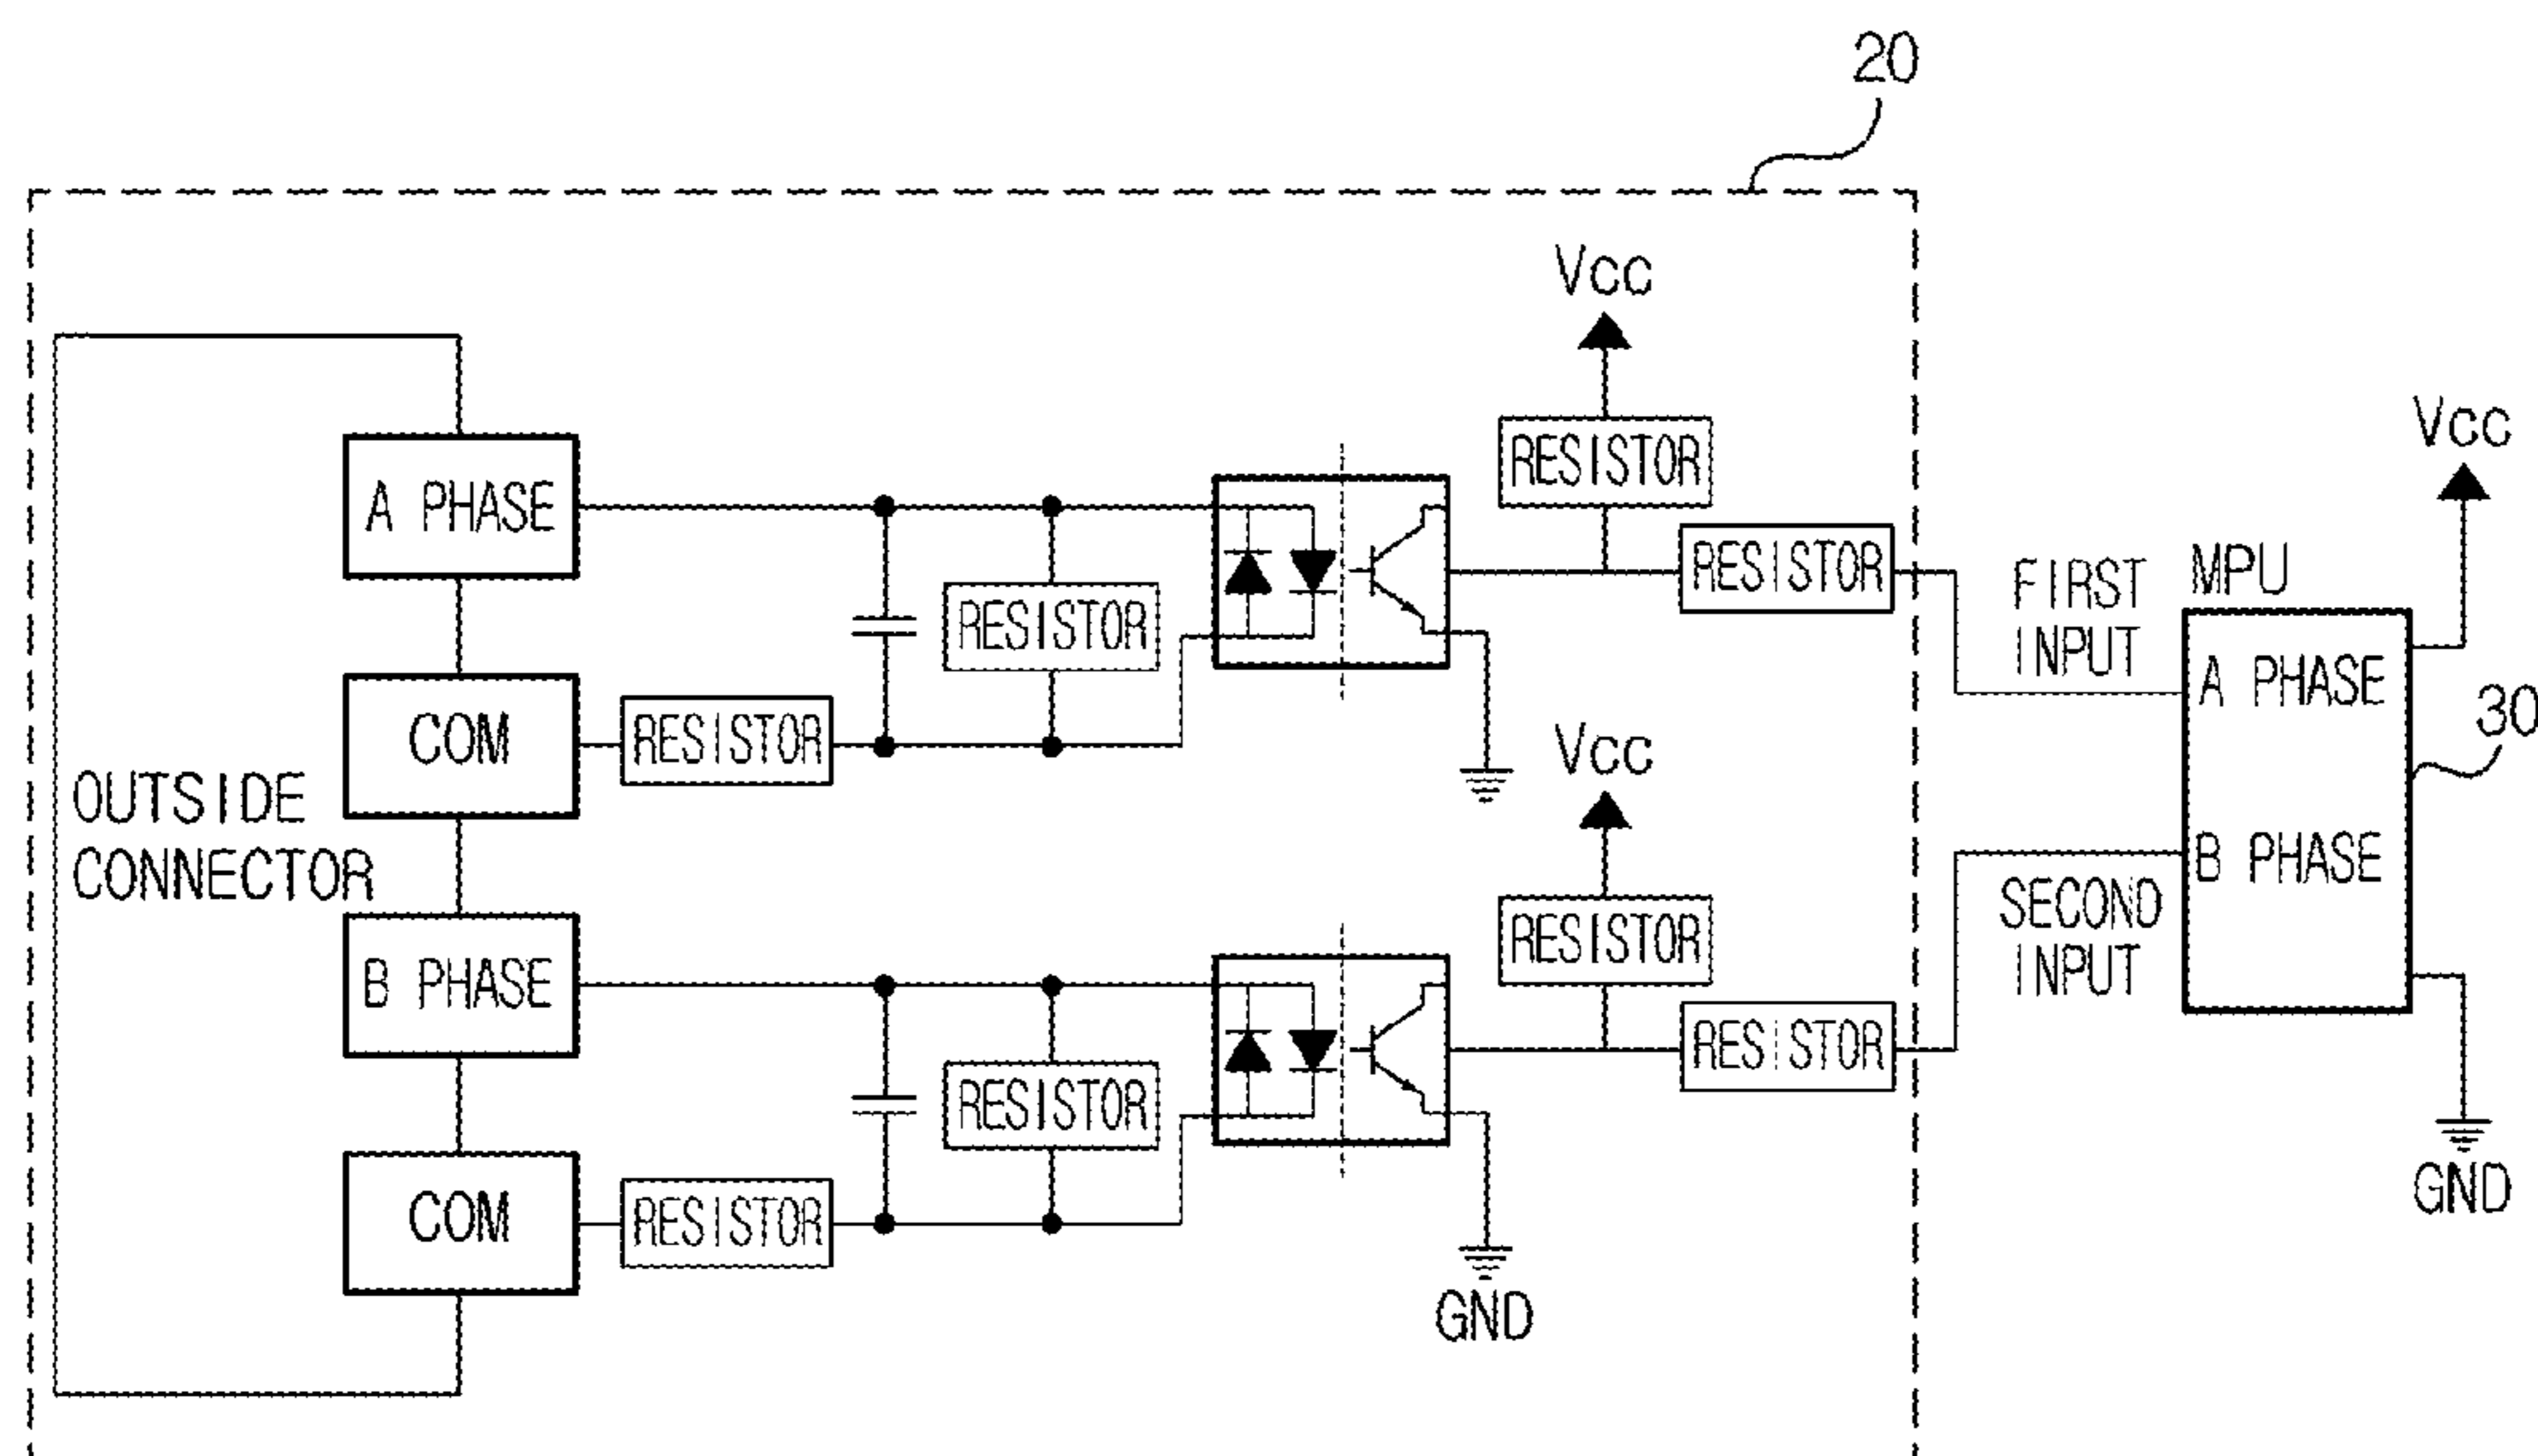 20
Vcc
RESISTOR
A PHASE
RESISTOR
RESISTOR
COM
RESISTOR
OUTSIDE
CONNECTOR
Vcc
RESISTOR
B PHASE
RESISTOR
RESISTOR
COM
RESISTOR
GND
FIRST
INPUT
SECOND
INPUT
MPU
A PHASE
B PHASE
Vcc
30
GND